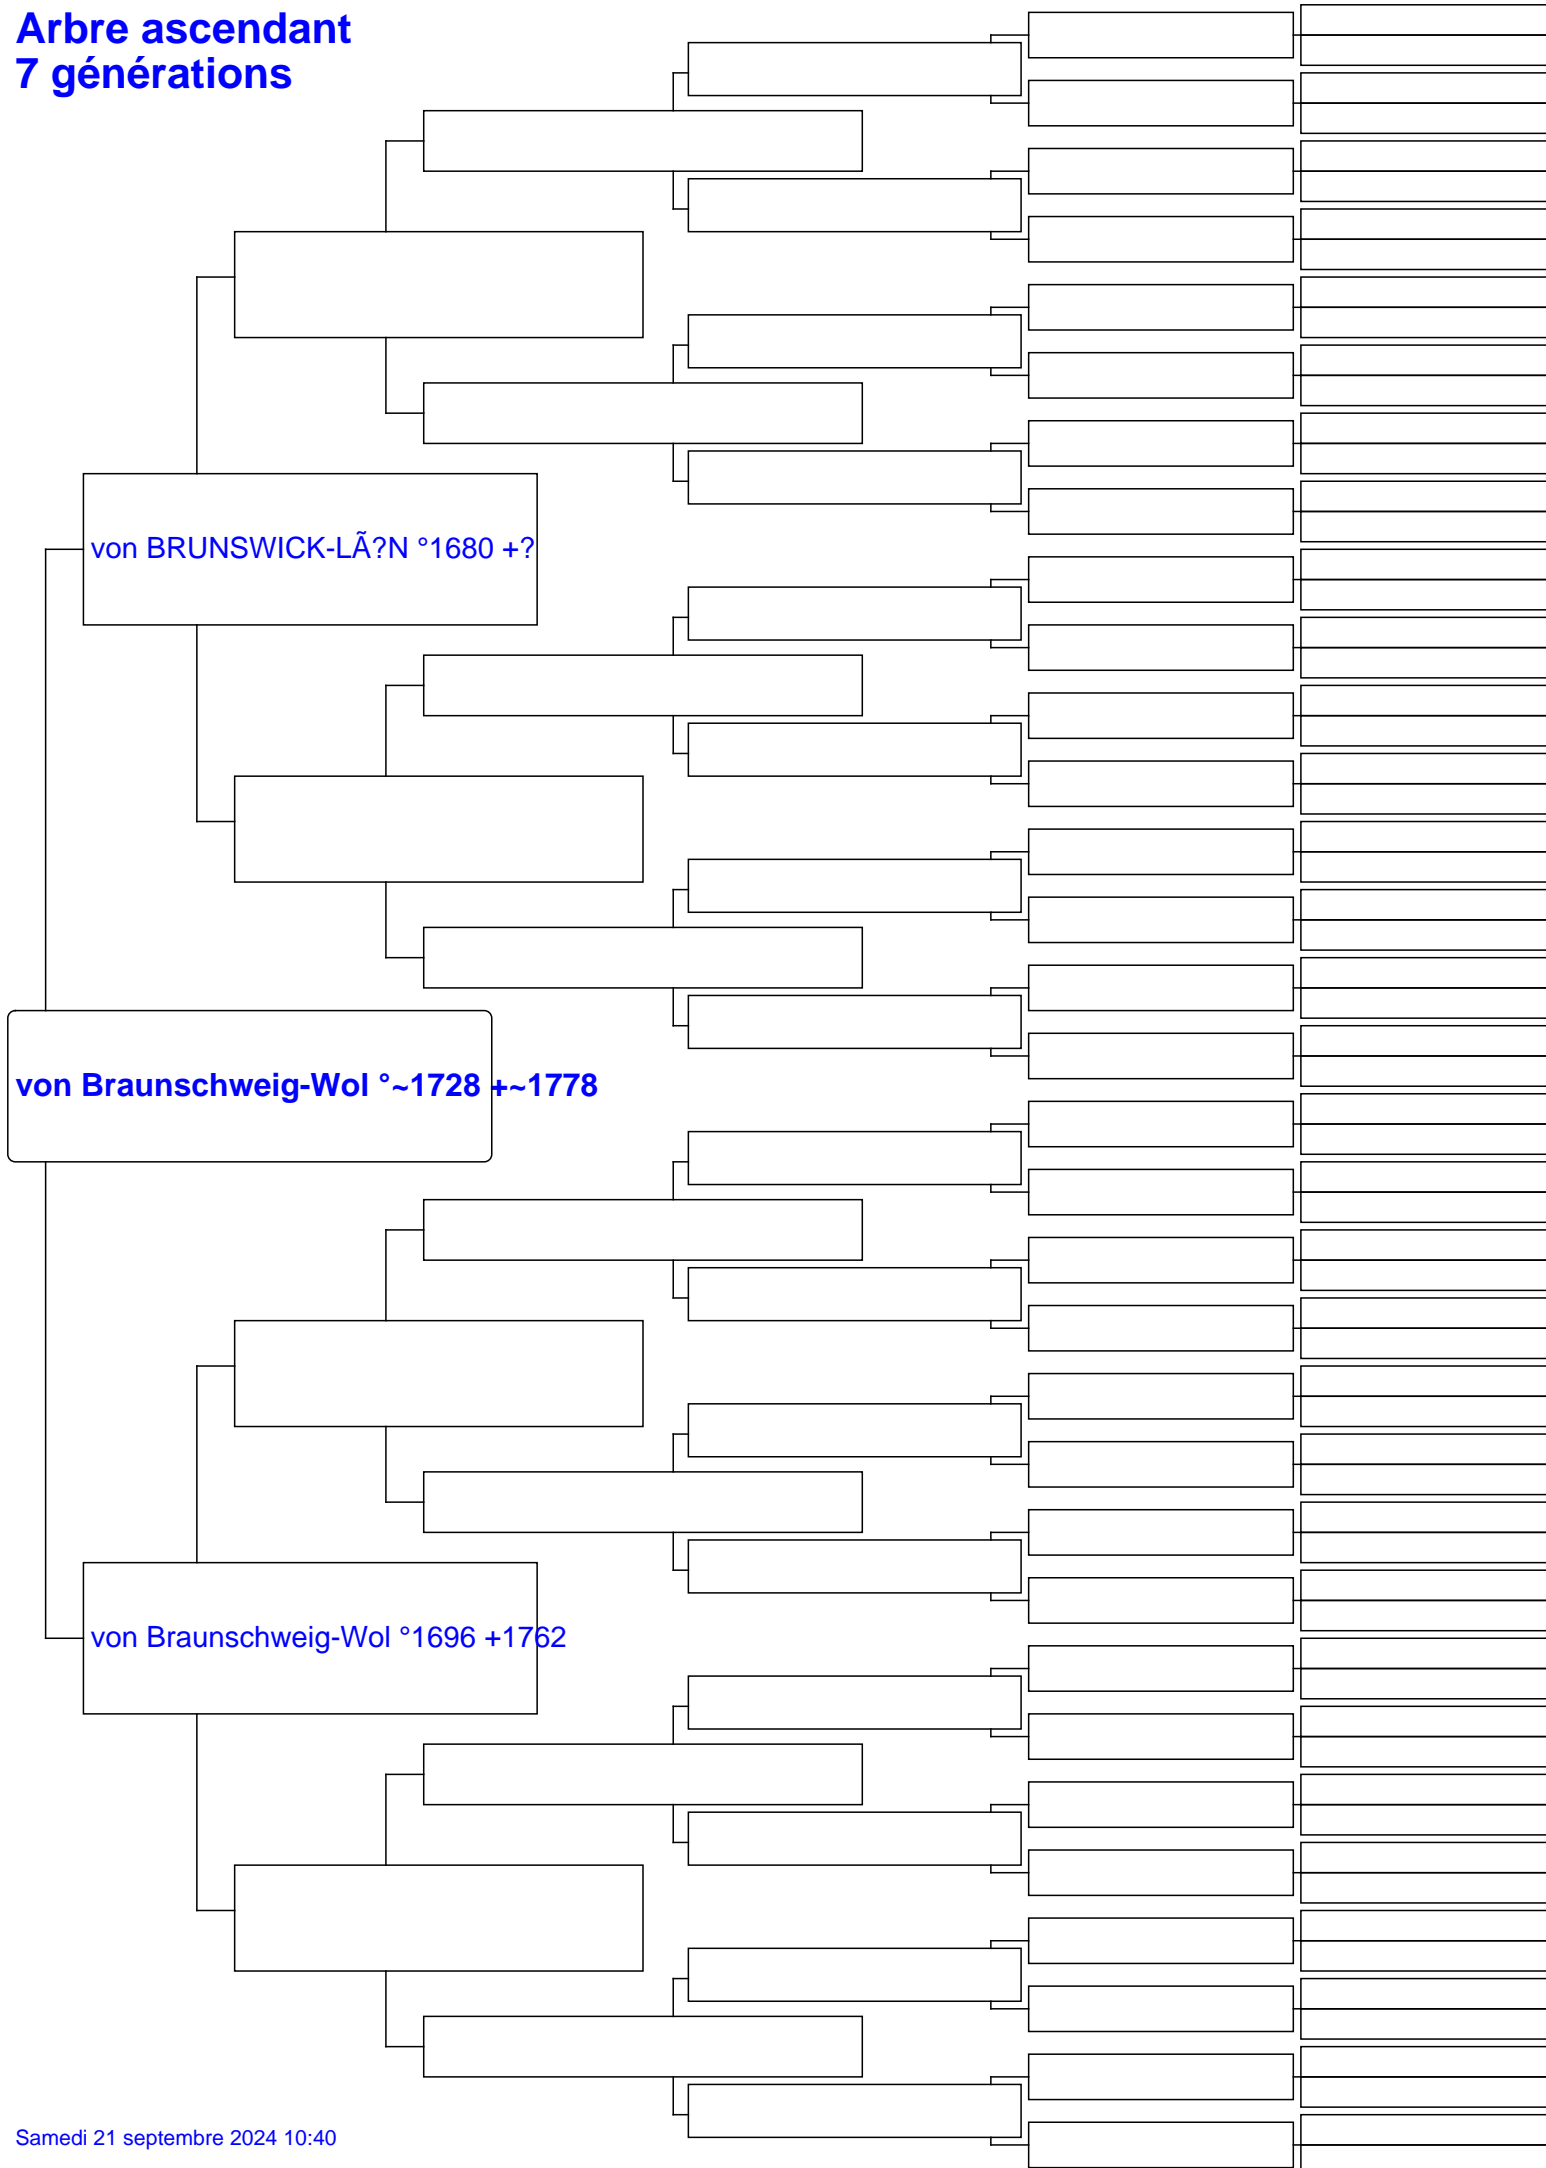 Arbre ascendant
7 générations
von BRUNSWICK-LÃ?N °1680 +?
von Braunschweig-Wol °~1728 +~1778
von Braunschweig-Wol °1696 +1762
Samedi 21 septembre 2024 10:40